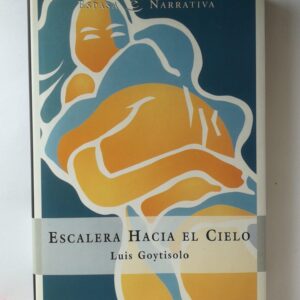 ESPASA NARRATIVA
ESCALERA HACIA EL CIELO
Luis Goytisolo